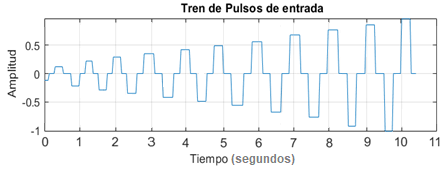 Tren de Pulsos de entrada
Amplitud
0.5
0
-0.5
-1
0 1 2 3 4 5 6 7 8 9 10 11
Tiempo (segundos)